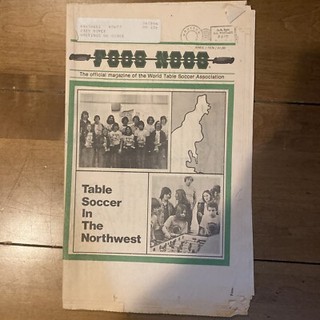 FOOS NOOS
The official magazine of the World Table Soccer Association
Table
Soccer
In
The
Northwest